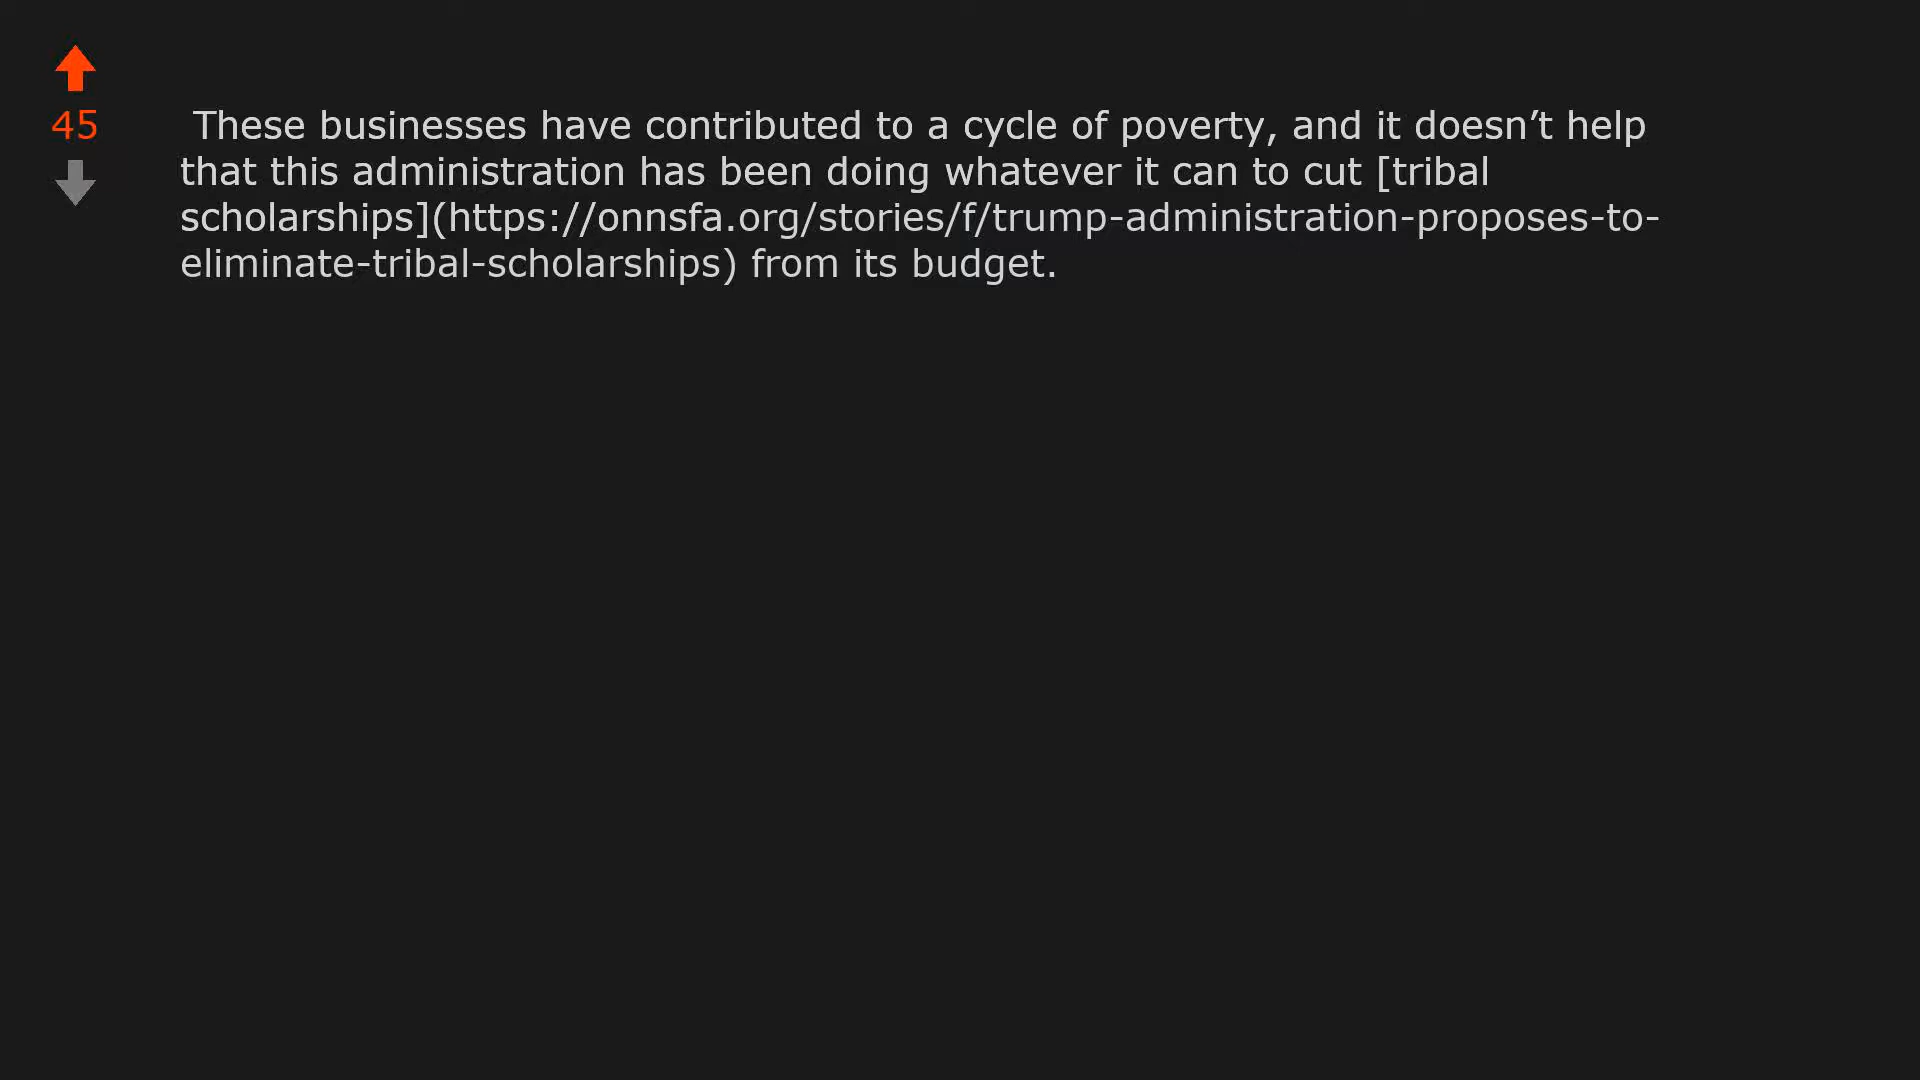 45
These businesses have contributed to a cycle of poverty, and it doesn’t help
that this administration has been doing whatever it can to cut [tribal
scholarships](https://onnsfa.org/stories/f/trump-administration-proposes-to-
eliminate-tribal-scholarships) from its budget.